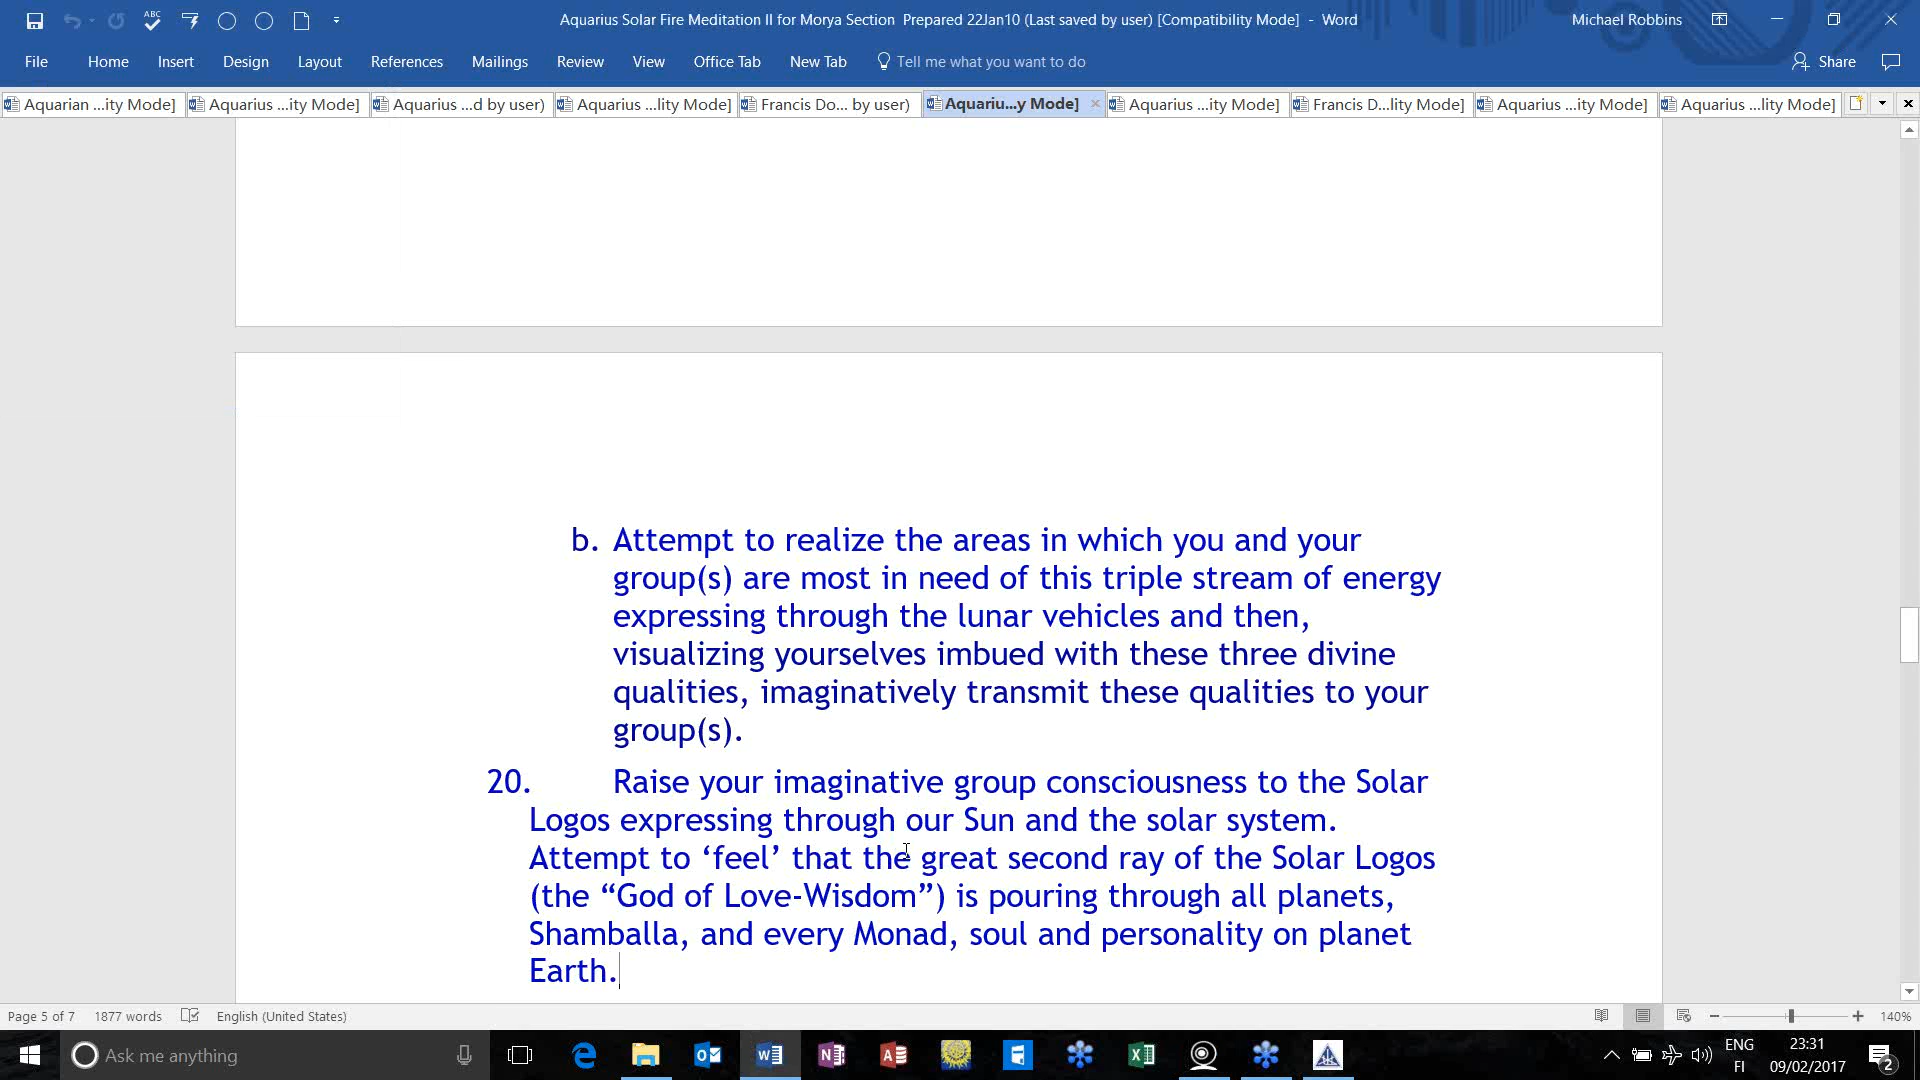 ABC
Aquarius Solar Fire Meditation II for Morya Section  Prepared 22Jan10 (Last saved by user) [Compatibility Mode]  -  Word
Michael Robbins
File Home Insert Design Layout References Mailings Review View Office Tab New Tab Tell me what you want to do Share
Aquarian ...ity Mode] Aquarius ...ity Mode] Aquarius ...d by user) Aquarius ...lity Mode] Francis Do... by user) Aquariu...y Mode] Aquarius ...ity Mode] Francis D...lity Mode] Aquarius ...ity Mode] Aquarius ...lity Mode]
b. Attempt to realize the areas in which you and your
group(s) are most in need of this triple stream of energy
expressing through the lunar vehicles and then,
visualizing yourselves imbued with these three divine
qualities, imaginatively transmit these qualities to your
group(s).
20. Raise your imaginative group consciousness to the Solar
Logos expressing through our Sun and the solar system.
Attempt to ‘feel’ that the great second ray of the Solar Logos
(the “God of Love-Wisdom”) is pouring through all planets,
Shamballa, and every Monad, soul and personality on planet
Earth.
Page 5 of 7 1877 words English (United States) 140%
Ask me anything
ENG
FI
23:31
09/02/2017
2